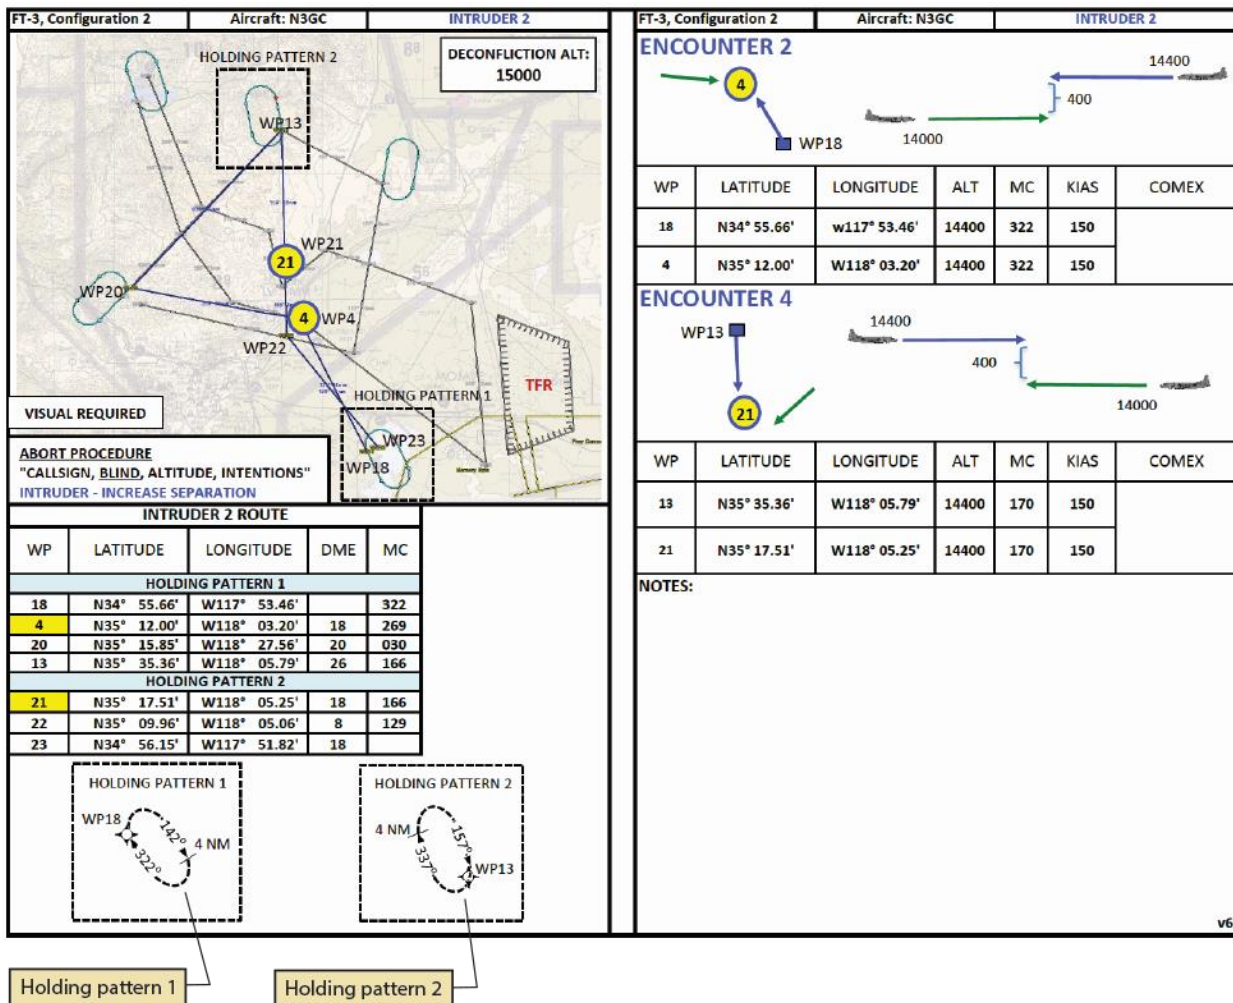 FT-3, Configuration 2 Aircraft: N3GC INTRUDER 2
HOLDING PATTERN 2
DECONFLICTION ALT:
15000
WP13
WP21
21
WP20
4 WP4
WP22
TFR
HOLDING PATTERN 1
WP23
WP18
VISUAL REQUIRED
ABORT PROCEDURE
"CALLSIGN, BLIND, ALTITUDE, INTENTIONS"
INTRUDER - INCREASE SEPARATION
INTRUDER 2 ROUTE
WP LATITUDE LONGITUDE DME MC
HOLDING PATTERN 1
18 N34° 55.66' W117° 53.46' 322
4 N35° 12.00' W118° 03.20' 18 269
20 N35° 15.85' W118° 27.56' 20 030
13 N35° 35.36' W118° 05.79' 26 166
HOLDING PATTERN 2
21 N35° 17.51' W118° 05.25' 18 166
22 N35° 09.96' W118° 05.06' 8 129
23 N34° 56.15' W117° 51.82' 18
HOLDING PATTERN 1
WP18
142°
4 NM
322°
HOLDING PATTERN 2
4 NM
157°
337°
WP13
Holding pattern 1
Holding pattern 2
FT-3, Configuration 2 Aircraft: N3GC INTRUDER 2
ENCOUNTER 2
4
WP18
14400
400
14000
WP LATITUDE LONGITUDE ALT MC KIAS COMEX
18 N34° 55.66' w117° 53.46' 14400 322 150
4 N35° 12.00' W118° 03.20' 14400 322 150
ENCOUNTER 4
WP13
21
14400
400
14000
WP LATITUDE LONGITUDE ALT MC KIAS COMEX
13 N35° 35.36' W118° 05.79' 14400 170 150
21 N35° 17.51' W118° 05.25' 14400 170 150
NOTES:
v6